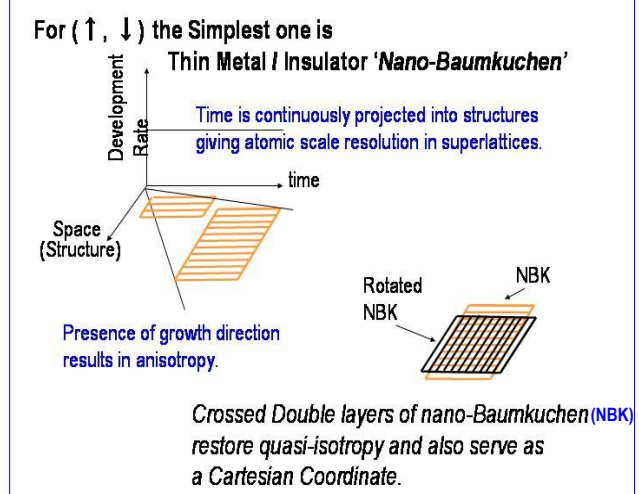 For ( ↑, ↓ ) the Simplest one is
Thin Metal / Insulator ‘Nano-Baumkuchen’
Development
Rate
Time is continuously projected into structures
giving atomic scale resolution in superlattices.
time
Space
(Structure)
Rotated
NBK
NBK
Presence of growth direction
results in anisotropy.
Crossed Double layers of nano-Baumkuchen (NBK)
restore quasi-isotropy and also serve as
a Cartesian Coordinate.